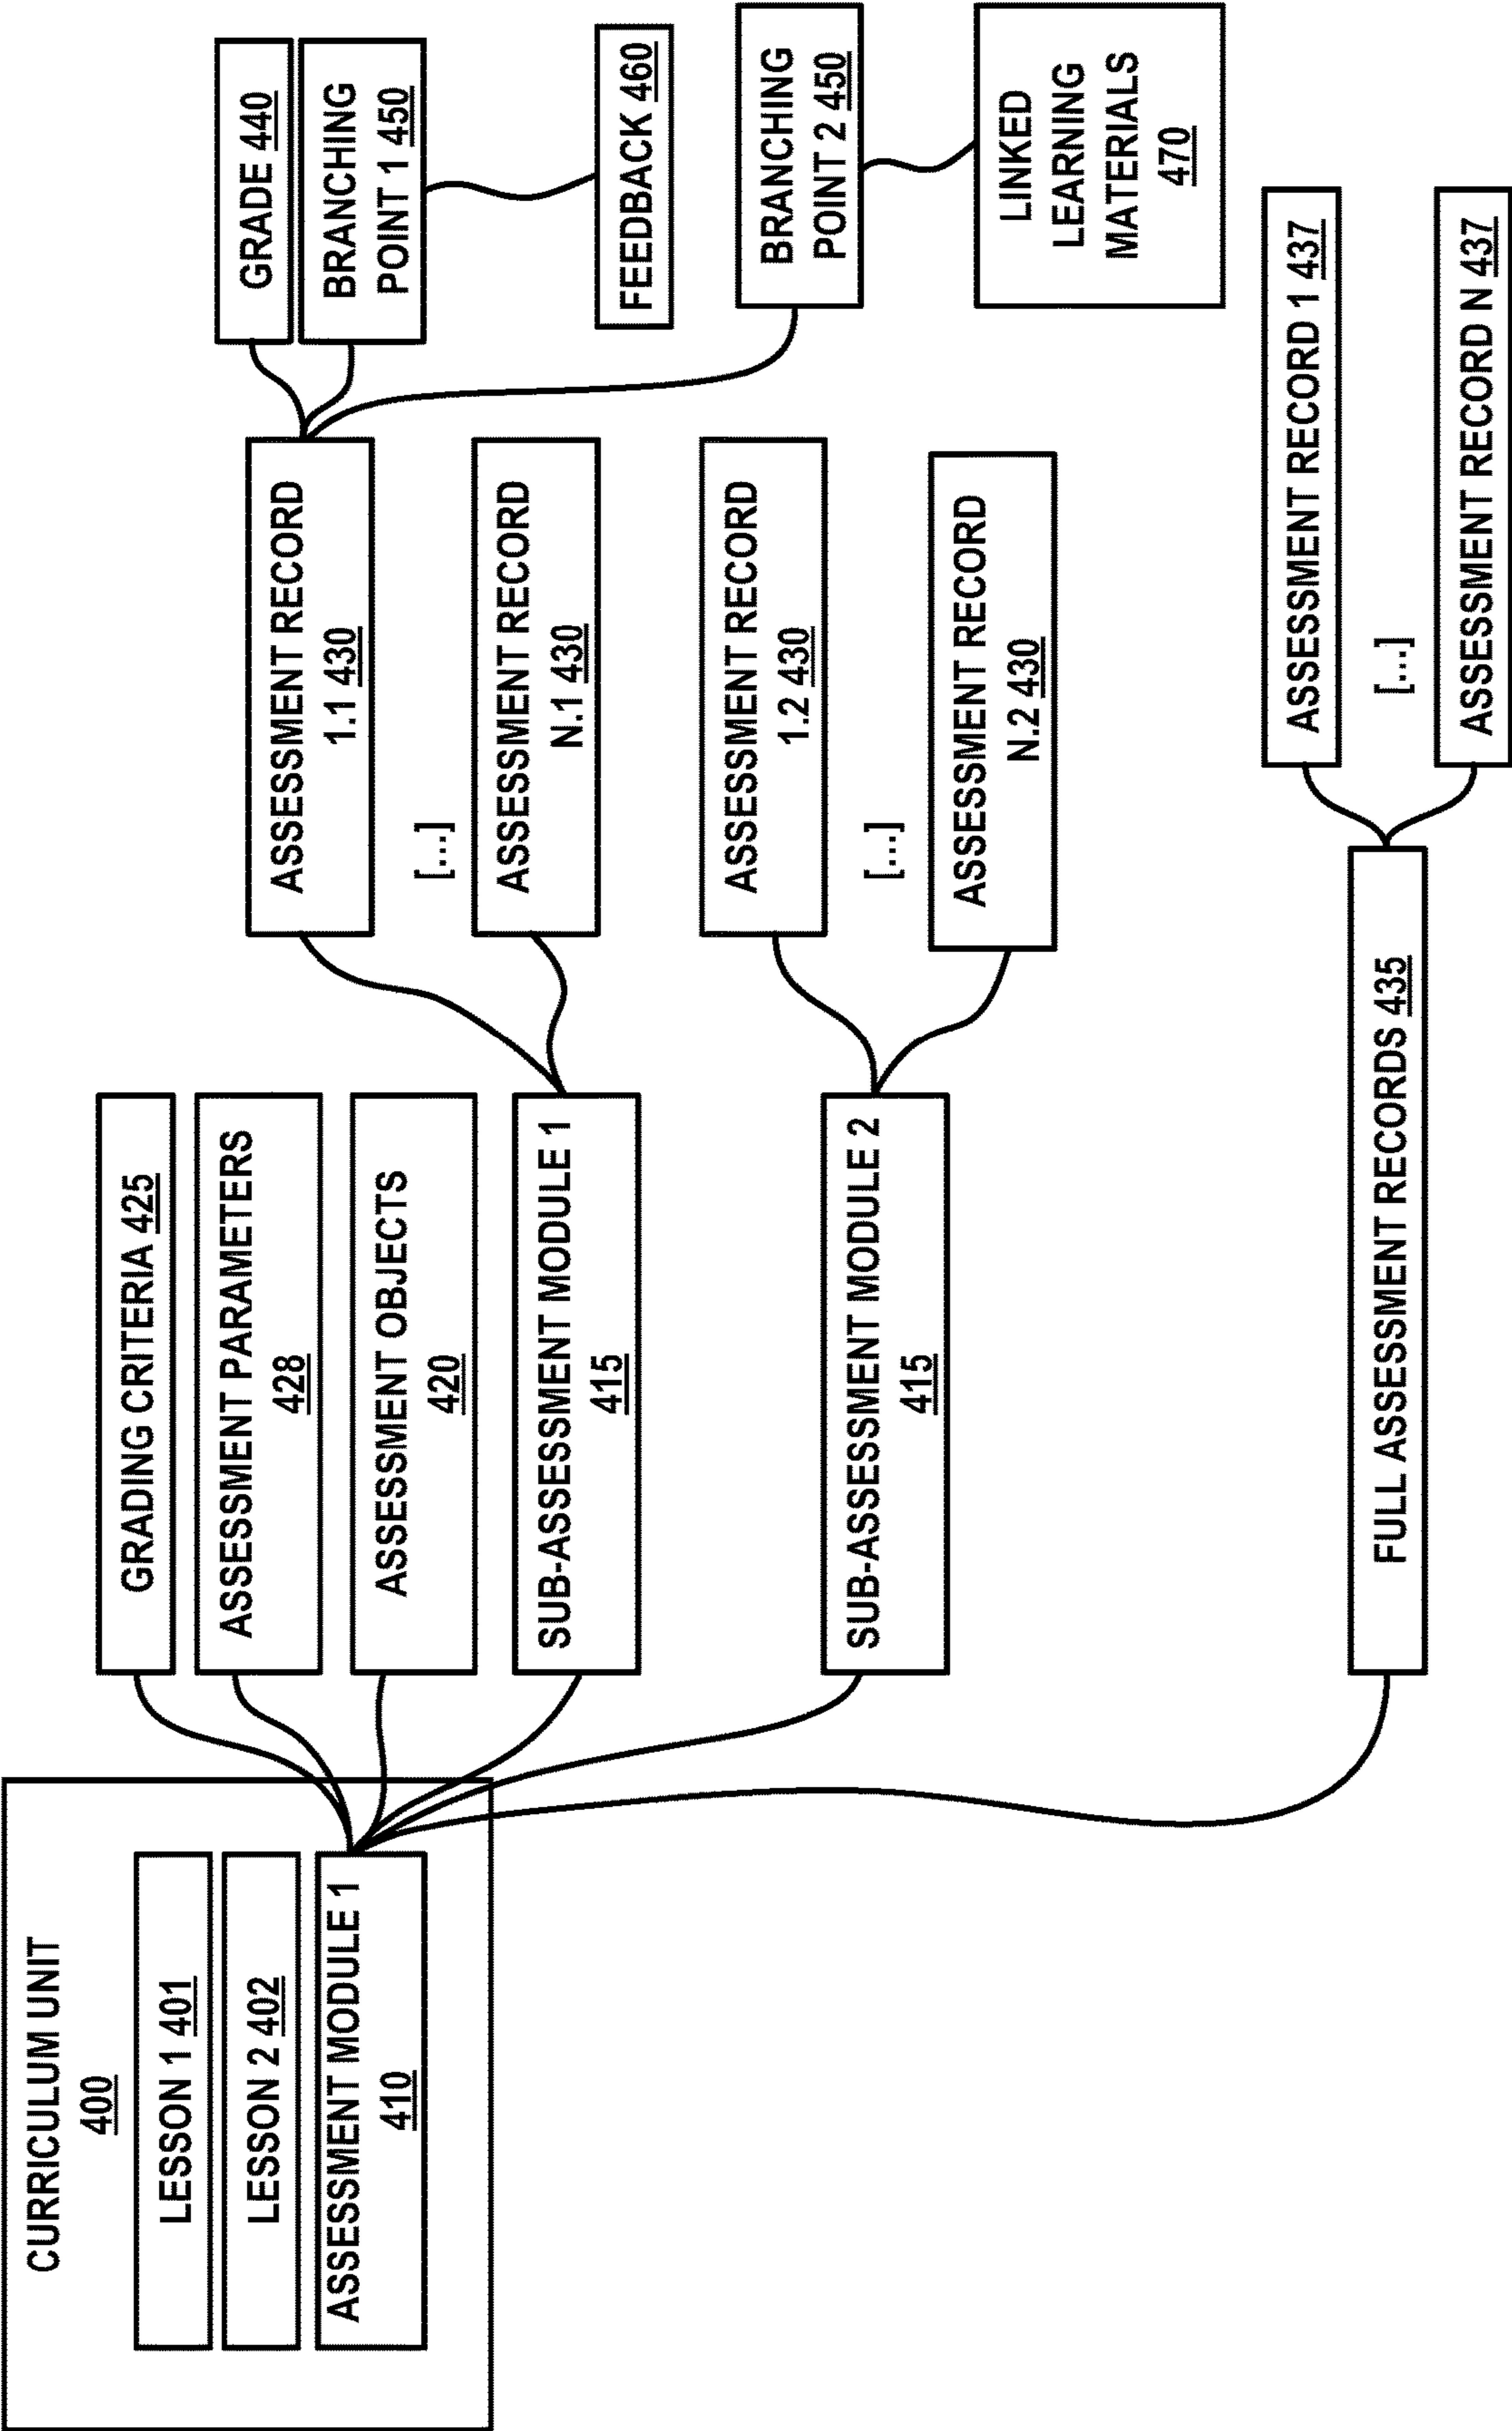 CURRICULUM UNIT
400
LESSON 1 401
LESSON 2 402
ASSESSMENT MODULE 1
410
GRADING CRITERIA 425
ASSESSMENT PARAMETERS
428
ASSESSMENT OBJECTS
420
SUB-ASSESSMENT MODULE 1
415
SUB-ASSESSMENT MODULE 2
415
FULL ASSESSMENT RECORDS 435
ASSESSMENT RECORD
1.1 430
[...]
ASSESSMENT RECORD
N.1 430
ASSESSMENT RECORD
1.2 430
[...]
ASSESSMENT RECORD
N.2 430
GRADE 440
BRANCHING
POINT 1 450
FEEDBACK 460
BRANCHING
POINT 2 450
LINKED
LEARNING
MATERIALS
470
ASSESSMENT RECORD 1 437
[...]
ASSESSMENT RECORD N 437